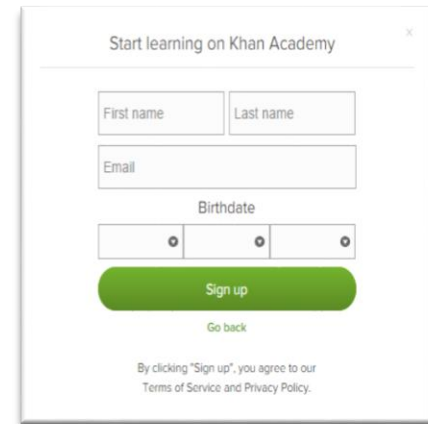 Start learning on Khan Academy
x
First name Last name
Email
Birthdate
Sign up
Go back
By clicking "Sign up", you agree to our
Terms of Service and Privacy Policy.